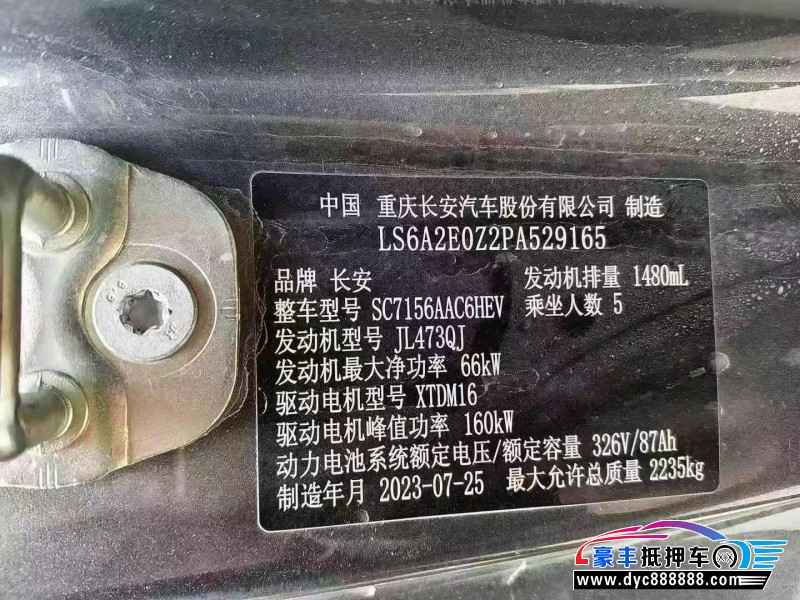 中国 重庆长安汽车股份有限公司 制造
LS6A2E0Z2PA529165
品牌 长安 发动机排量 1480mL
整车型号 SC7156AAC6HEV 乘坐人数 5
发动机型号 JL473QJ
发动机最大净功率 66kW
驱动电机型号 XTDM16
驱动电机峰值功率 160kW
动力电池系统额定电压/额定容量 326V/87Ah
制造年月 2023-07-25 最大允许总质量 2235kg
豪丰抵押车
www.dyc888888.com